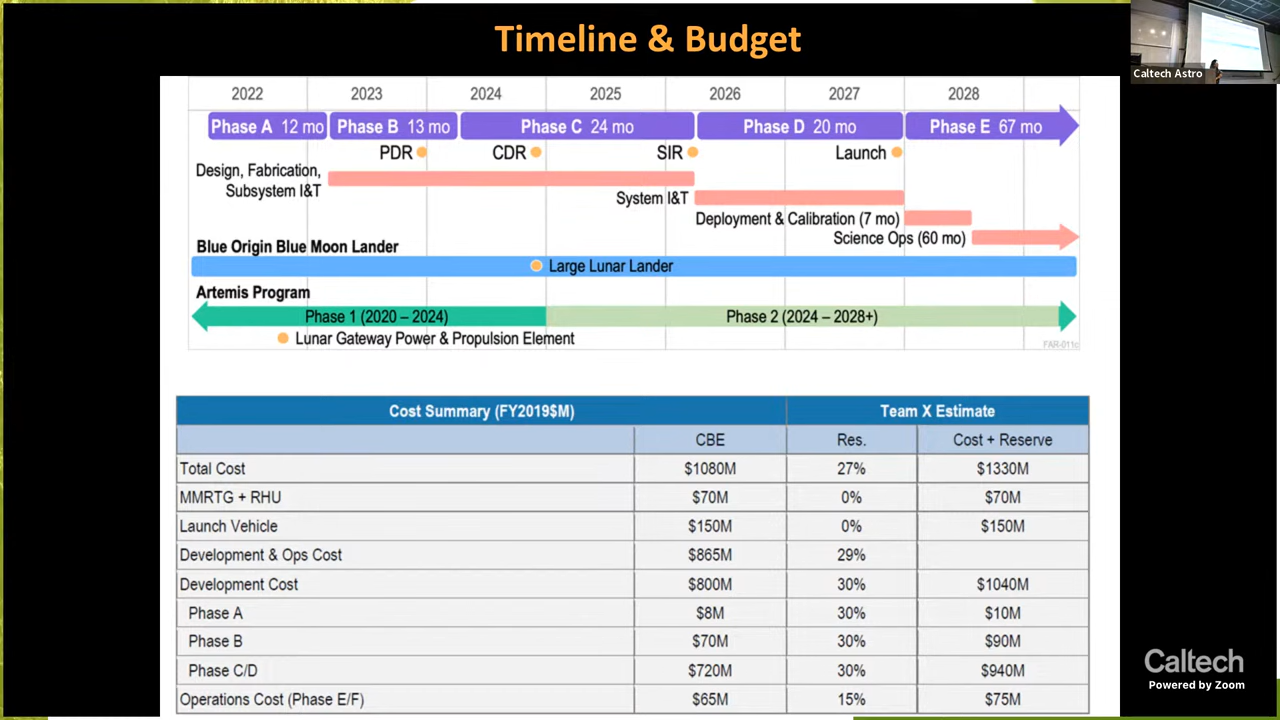 Timeline & Budget
Caltech Astro
2022 2023 2024 2025 2026 2027 2028
Phase A 12 mo Phase B 13 mo Phase C 24 mo Phase D 20 mo Phase E 67 mo
PDR CDR SIR Launch
Design, Fabrication,
Subsystem I&T
System I&T
Deployment & Calibration (7 mo)
Science Ops (60 mo)
Blue Origin Blue Moon Lander
Large Lunar Lander
Artemis Program
Phase 1 (2020 – 2024) Phase 2 (2024 – 2028+)
Lunar Gateway Power & Propulsion Element
FAR-011c
Cost Summary (FY2019$M) Team X Estimate
CBE Res. Cost + Reserve
Total Cost $1080M 27% $1330M
MMRTG + RHU $70M 0% $70M
Launch Vehicle $150M 0% $150M
Development & Ops Cost $865M 29%
Development Cost $800M 30% $1040M
Phase A $8M 30% $10M
Phase B $70M 30% $90M
Phase C/D $720M 30% $940M
Operations Cost (Phase E/F) $65M 15% $75M
Caltech
Powered by Zoom